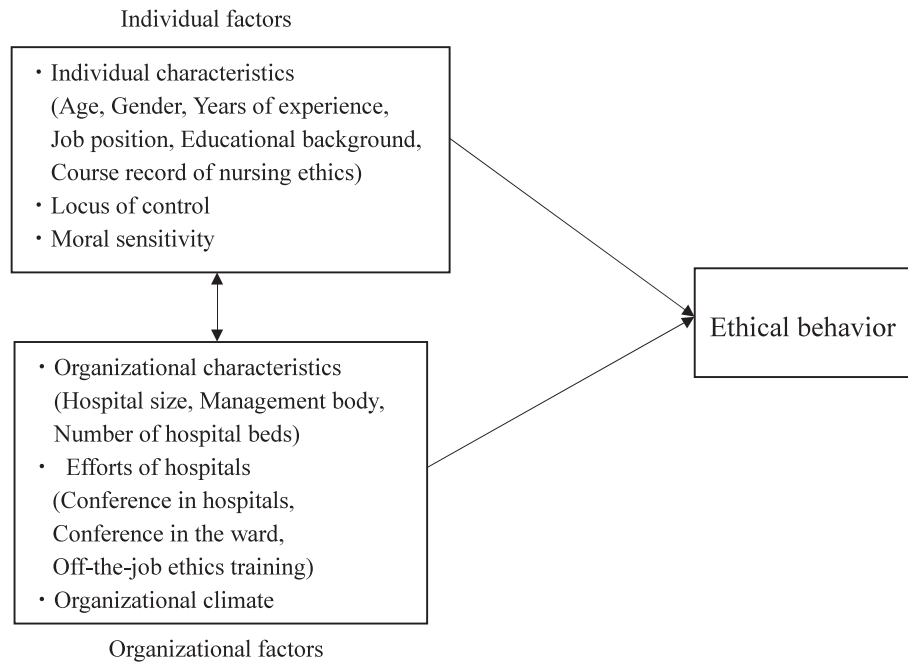 Individual factors
・Individual characteristics
(Age, Gender, Years of experience,
Job position, Educational background,
Course record of nursing ethics)
・Locus of control
・Moral sensitivity
Ethical behavior
・Organizational characteristics
(Hospital size, Management body,
Number of hospital beds)
・ Efforts of hospitals
(Conference in hospitals,
Conference in the ward,
Off-the-job ethics training)
・Organizational climate
Organizational factors